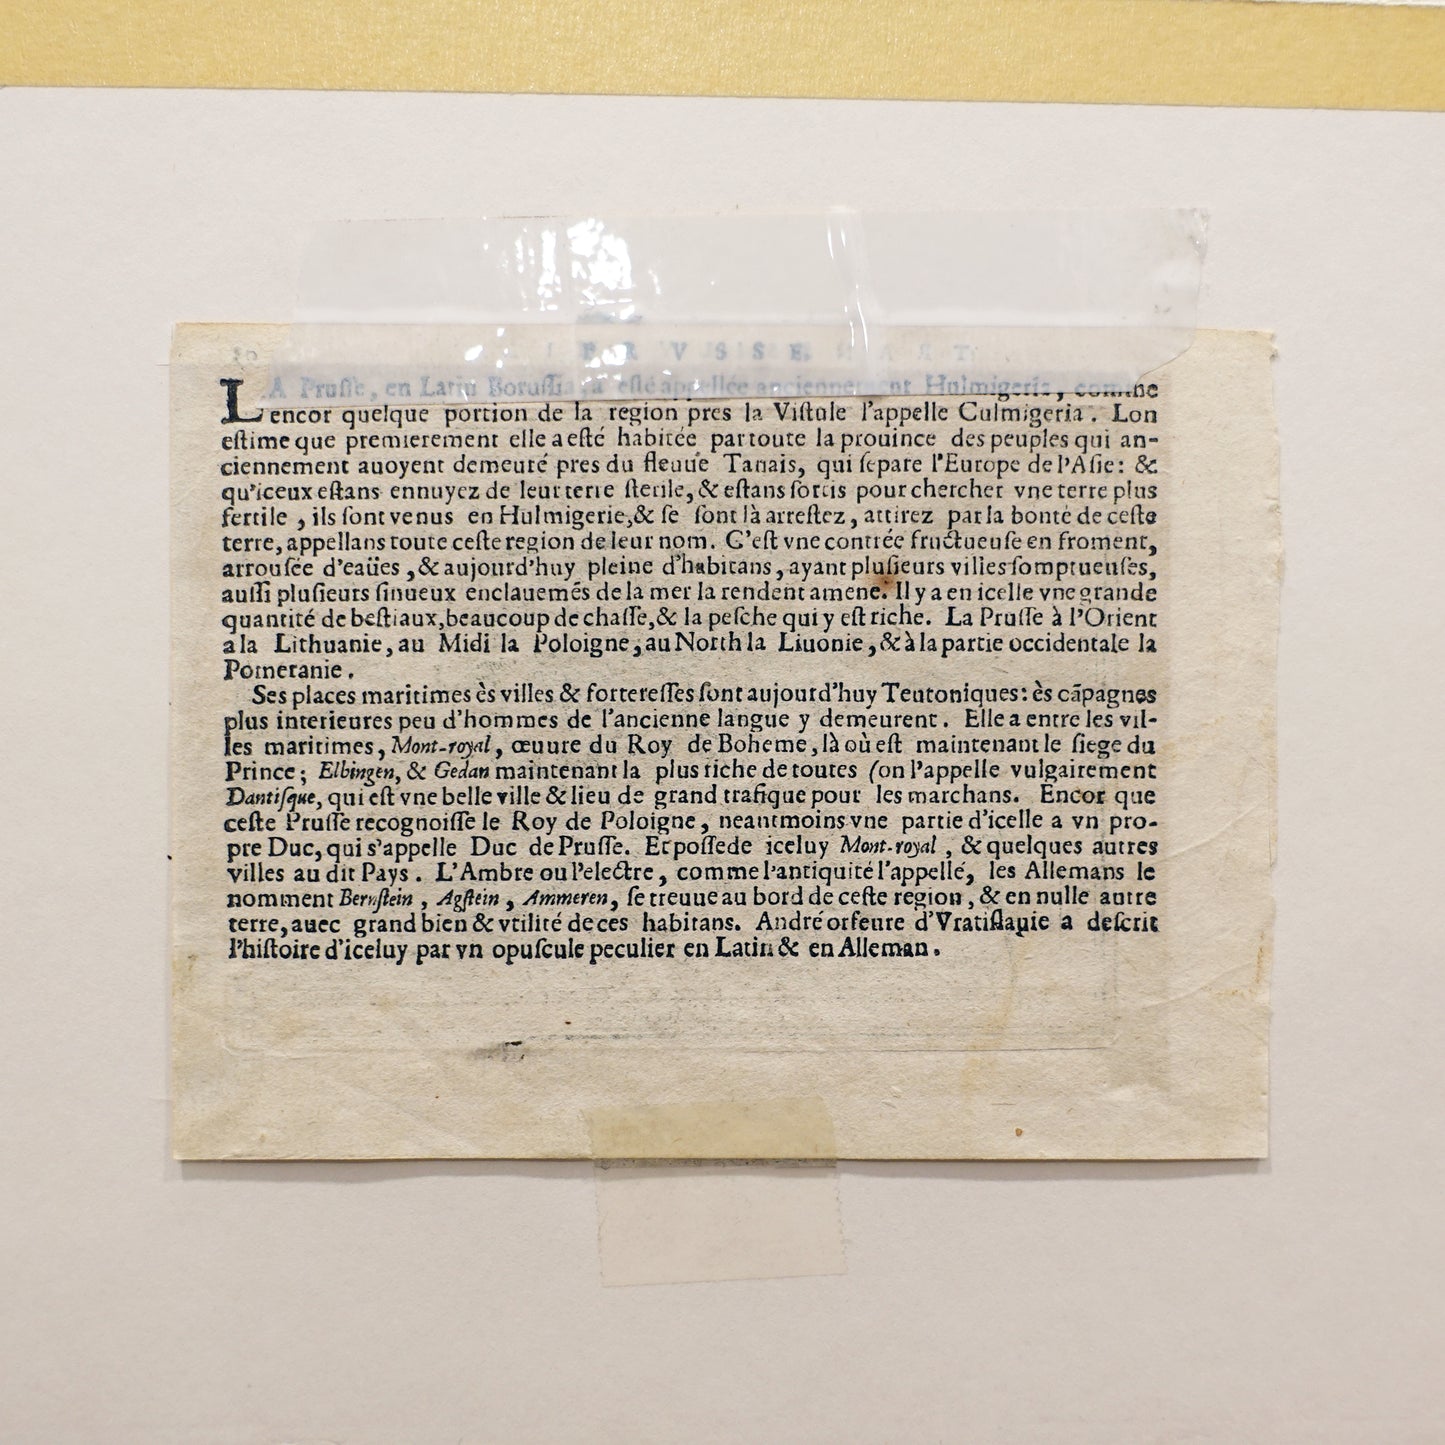 PRVSSE.
LA Pruſſe, en Latin Boruſſia a eſté appellée anciennement Hulmigeria, comme
encor quelque portion de la region pres la Viſtule l'appelle Culmigeria. Lon
eſtime que premierement elle a eſté habitée par toute la prouince des peuples qui an-
ciennement auoyent demeuré pres du fleuue Tanais, qui ſepare l'Europe de l'Aſie: &
qu'iceux eſtans ennuyez de leur terre ſterile, & eſtans ſortis pour chercher vne terre plus
fertile, ils ſont venus en Hulmigerie, & ſe ſont là arreſtez, attirez par la bonté de ceſte
terre, appellans toute ceſte region de leur nom. C'eſt vne contrée fructueuſe en froment,
arrouſée d'eaües, & aujourd'huy pleine d'habitans, ayant pluſieurs villes ſomptueuſes,
auſſi pluſieurs ſinueux enclauemés de la mer la rendent amene. Il y a en icelle vne grande
quantité de beſtiaux, beaucoup de chaſſe, & la peſche qui y eſt riche. La Pruſſe à l'Orient
a la Lithuanie, au Midi la Poloigne, au North la Liuonie, & à la partie occidentale la
Pomeranie.
Ses places maritimes ès villes & fortereſſes ſont aujourd'huy Teutoniques: ès cãpagnes
plus interieures peu d'hommes de l'ancienne langue y demeurent. Elle a entre les vil-
les maritimes, Mont-royal, œuure du Roy de Boheme, là où eſt maintenant le ſiege du
Prince; Elbingen, & Gedan maintenant la plus riche de toutes (on l'appelle vulgairement
Dantiſque, qui eſt vne belle ville & lieu de grand trafique pour les marchans. Encor que
ceſte Pruſſe recognoiſſe le Roy de Poloigne, neantmoins vne partie d'icelle a vn pro-
pre Duc, qui s'appelle Duc de Pruſſe. Et poſſede iceluy Mont-royal, & quelques autres
villes au dit Pays. L'Ambre ou l'electre, comme l'antiquité l'appellé, les Allemans le
nomment Bernſtein, Agſtein, Ammeren, ſe treuue au bord de ceſte region, & en nulle autre
terre, auec grand bien & vtilité de ces habitans. André orfeure d'Vratiſlauie a deſcrit
l'hiſtoire d'iceluy par vn opuſcule peculier en Latin & en Alleman.